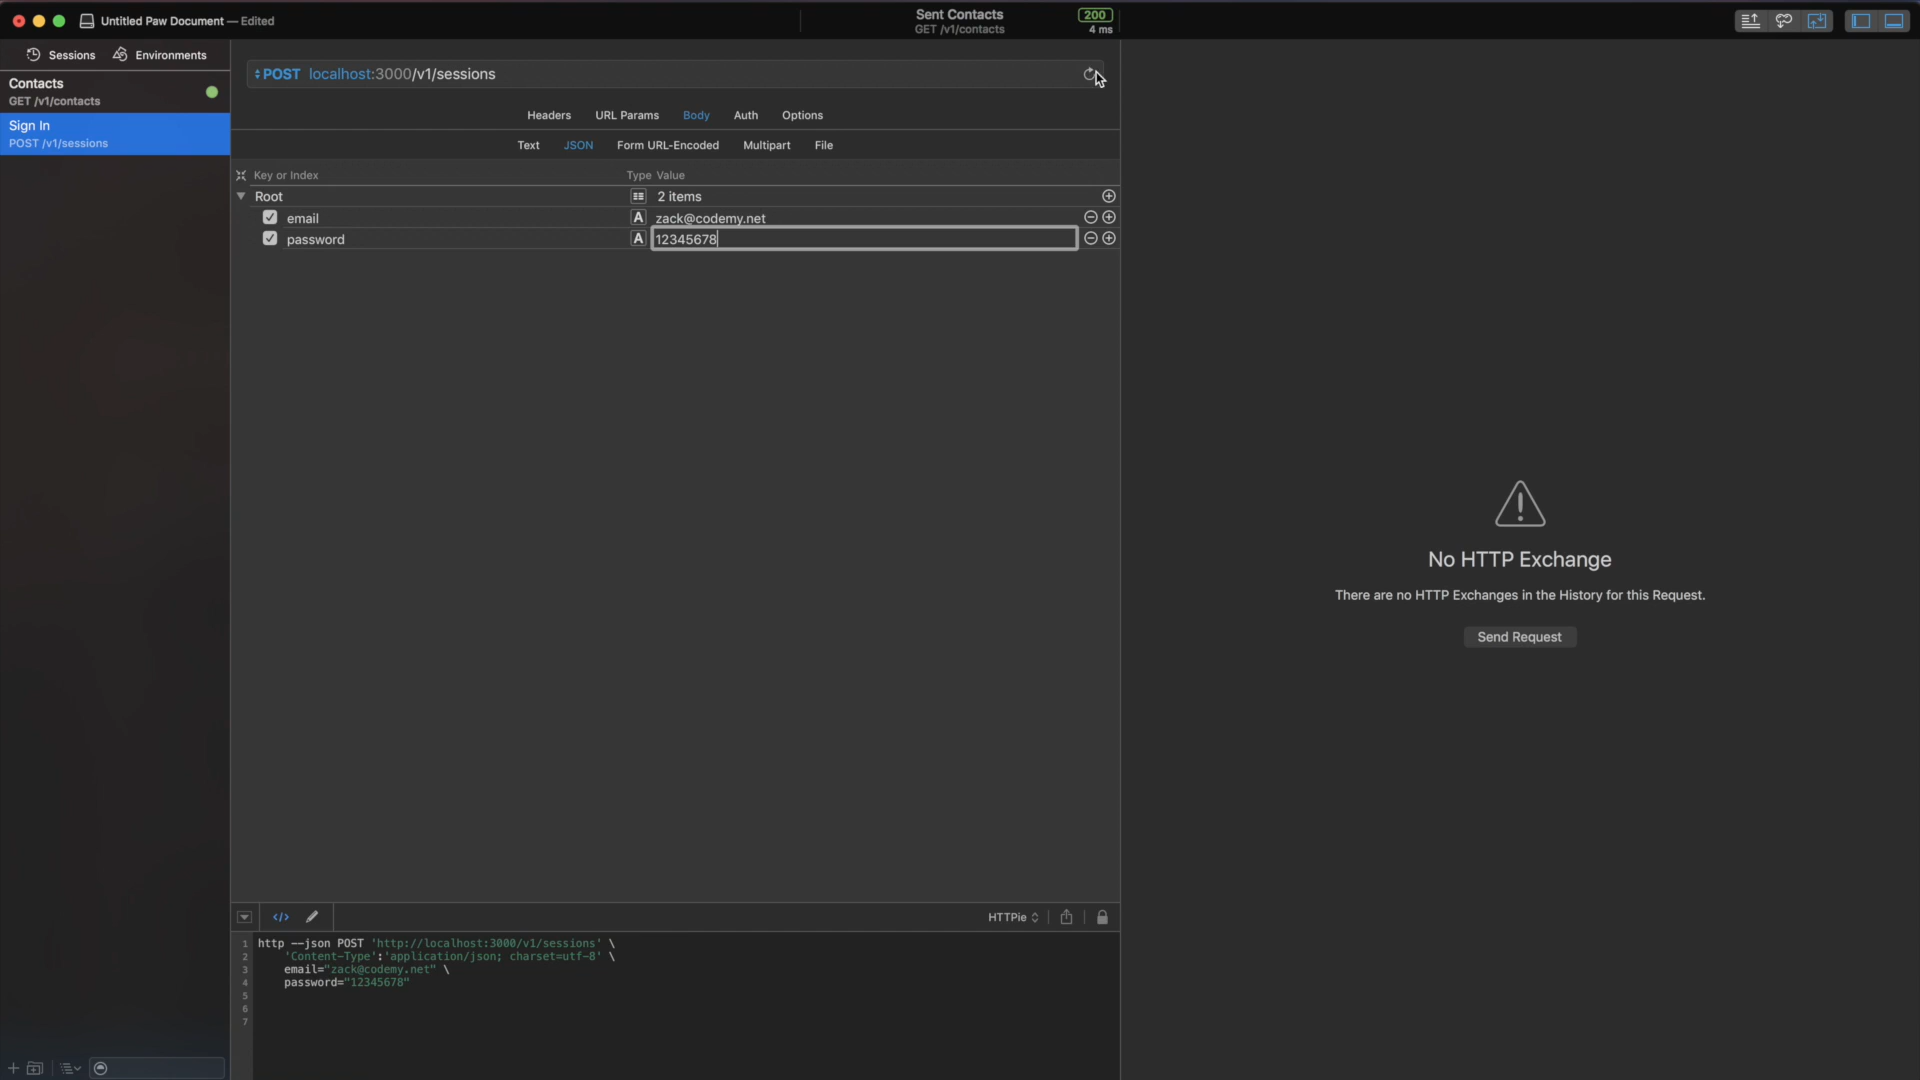 Untitled Paw Document — Edited
Sent Contacts
GET /v1/contacts
200
4 ms
Sessions
Environments
Contacts
GET /v1/contacts
Sign In
POST /v1/sessions
POST localhost:3000/v1/sessions
Headers URL Params Body Auth Options
Text JSON Form URL-Encoded Multipart File
Key or Index Type Value
Root 2 items
email A zack@codemy.net
password A 12345678
No HTTP Exchange
There are no HTTP Exchanges in the History for this Request.
Send Request
</> HTTPie
1 http --json POST 'http://localhost:3000/v1/sessions' \
2 'Content-Type':'application/json; charset=utf-8' \
3 email="zack@codemy.net" \
4 password="12345678"
5
6
7